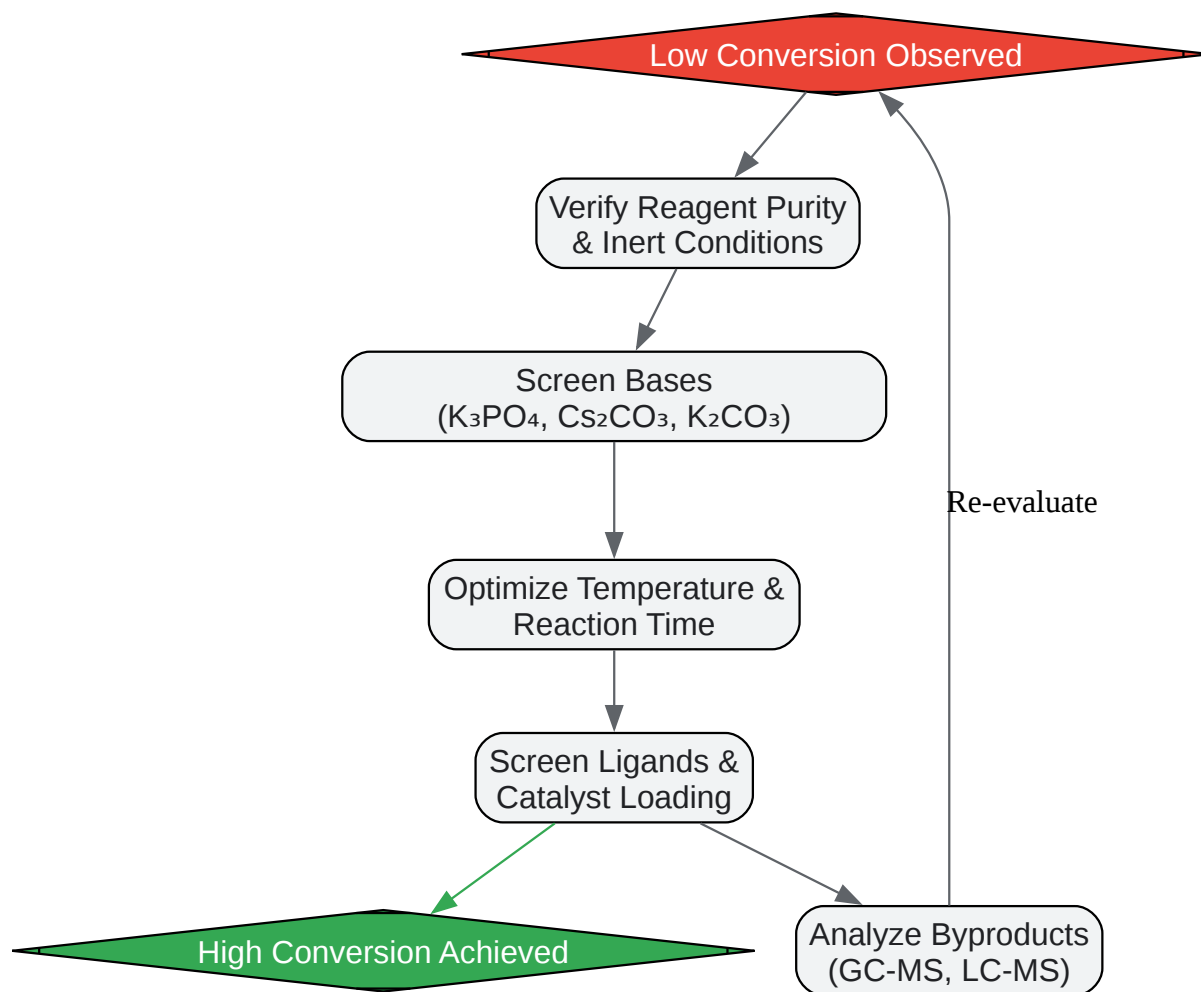 Low Conversion Observed
Verify Reagent Purity
& Inert Conditions
Screen Bases
(K₃PO₄, Cs₂CO₃, K₂CO₃)
Re-evaluate
Optimize Temperature &
Reaction Time
Screen Ligands &
Catalyst Loading
High Conversion Achieved
Analyze Byproducts
(GC-MS, LC-MS)